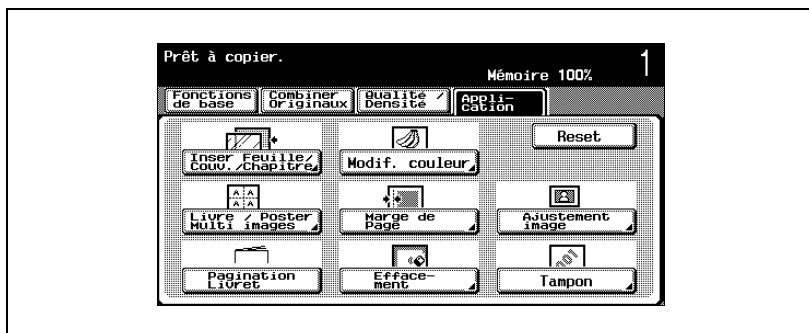 Prêt à copier.
1
Mémoire 100%
Fonctions
de base
Combiner
Originaux
Qualité /
Densité
Appli-
cation
Inser Feuille/
Couv./Chapitre
Modif. couleur
Reset
A A
A A
Livre / Poster
Multi images
Marge de
Page
Ajustement
image
Pagination
Livret
Efface-
ment
Tampon